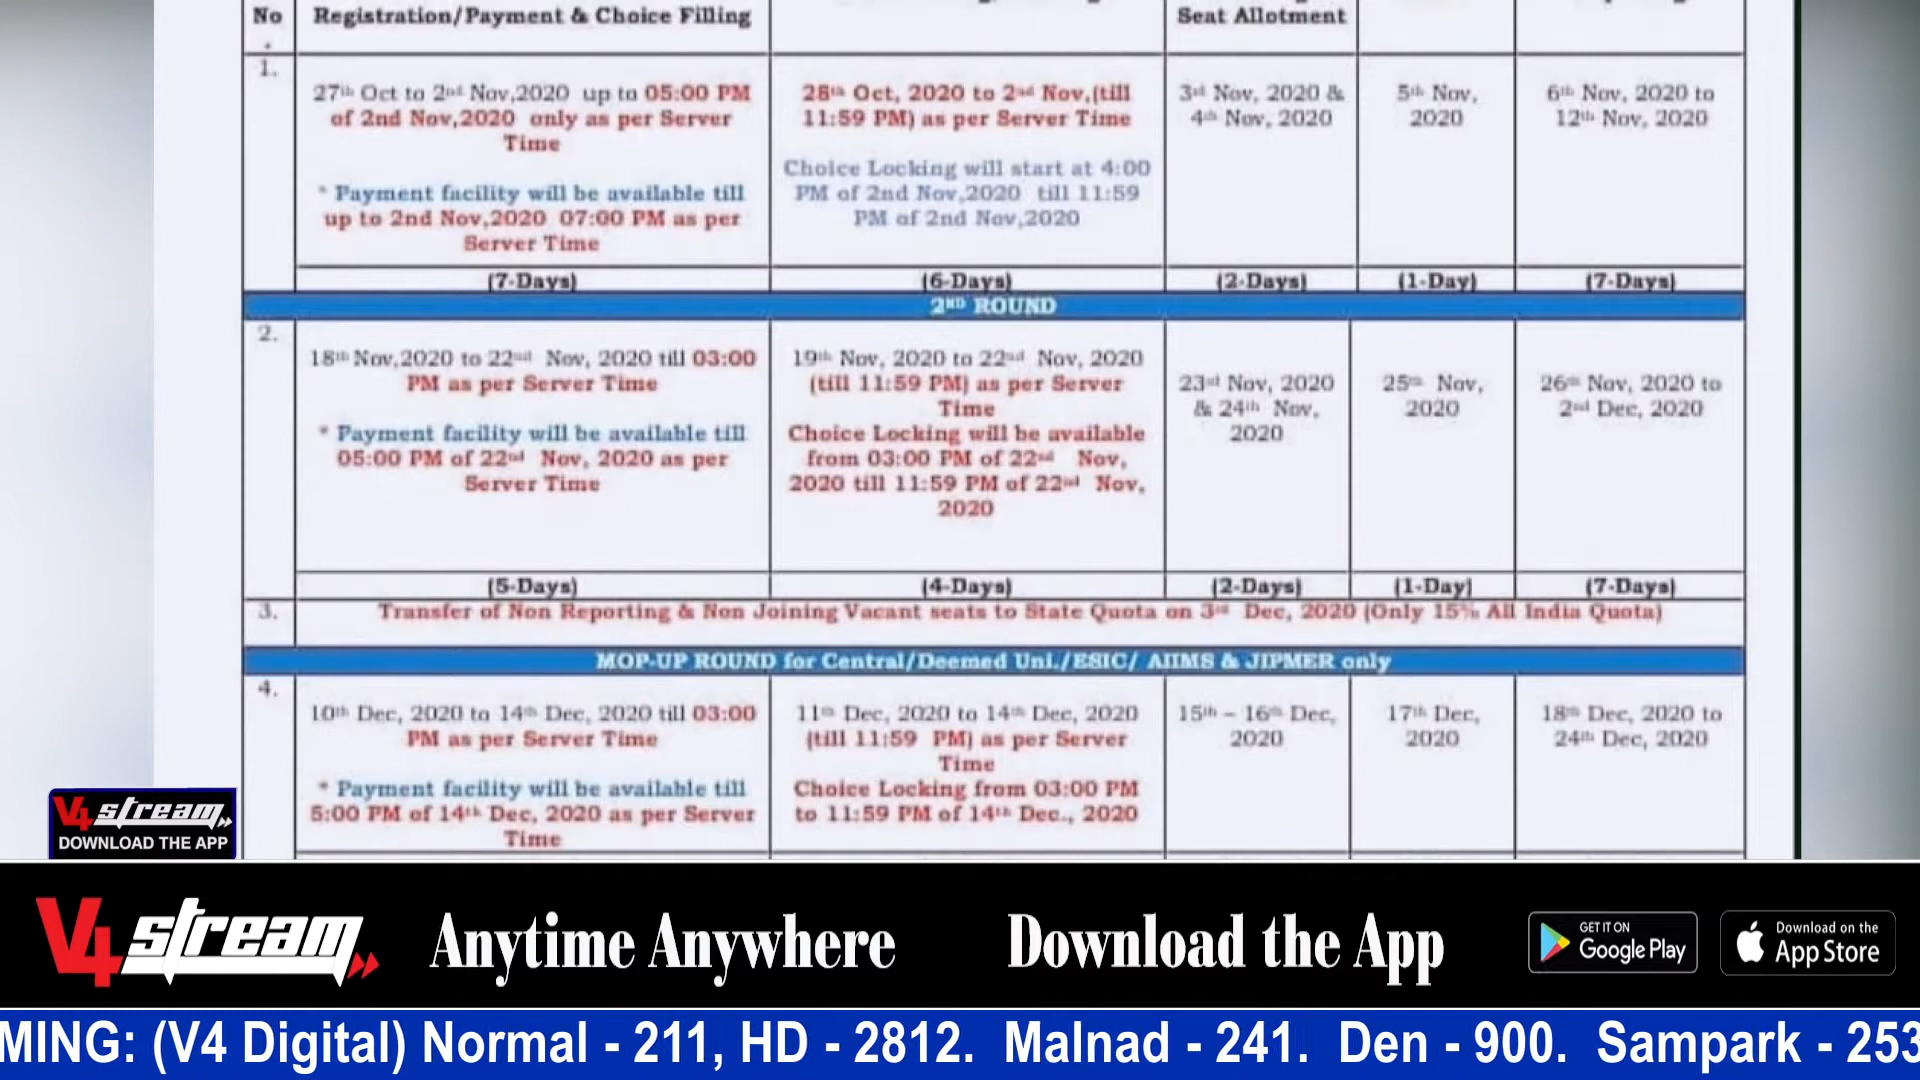 No Registration/Payment & Choice Filling Seat Allotment
.
1.
27th Oct to 2nd Nov,2020 up to 05:00 PM
of 2nd Nov,2020 only as per Server
Time
* Payment facility will be available till
up to 2nd Nov,2020 07:00 PM as per
Server Time
28th Oct, 2020 to 2nd Nov,(till
11:59 PM) as per Server Time
Choice Locking will start at 4:00
PM of 2nd Nov,2020 till 11:59
PM of 2nd Nov,2020
3rd Nov, 2020 &
4th Nov, 2020
5th Nov,
2020
6th Nov, 2020 to
12th Nov, 2020
(7-Days) (6-Days) (2-Days) (1-Day) (7-Days)
2ND ROUND
2.
18th Nov,2020 to 22nd Nov, 2020 till 03:00
PM as per Server Time
* Payment facility will be available till
05:00 PM of 22nd Nov, 2020 as per
Server Time
19th Nov, 2020 to 22nd Nov, 2020
(till 11:59 PM) as per Server
Time
Choice Locking will be available
from 03:00 PM of 22nd Nov,
2020 till 11:59 PM of 22nd Nov,
2020
23rd Nov, 2020
& 24th Nov,
2020
25th Nov,
2020
26th Nov, 2020 to
2nd Dec, 2020
(5-Days) (4-Days) (2-Days) (1-Day) (7-Days)
3. Transfer of Non Reporting & Non Joining Vacant seats to State Quota on 3rd Dec, 2020 (Only 15% All India Quota)
MOP-UP ROUND for Central/Deemed Uni./ESIC/ AIIMS & JIPMER only
4.
10th Dec, 2020 to 14th Dec, 2020 till 03:00
PM as per Server Time
* Payment facility will be available till
5:00 PM of 14th Dec, 2020 as per Server
Time
11th Dec, 2020 to 14th Dec, 2020
(till 11:59 PM) as per Server
Time
Choice Locking from 03:00 PM
to 11:59 PM of 14th Dec., 2020
15th – 16th Dec,
2020
17th Dec,
2020
18th Dec, 2020 to
24th Dec, 2020
V4 stream
DOWNLOAD THE APP
V4 stream Anytime Anywhere Download the App
GET IT ON
Google Play
Download on the
App Store
MING: (V4 Digital) Normal - 211, HD - 2812. Malnad - 241. Den - 900. Sampark - 253